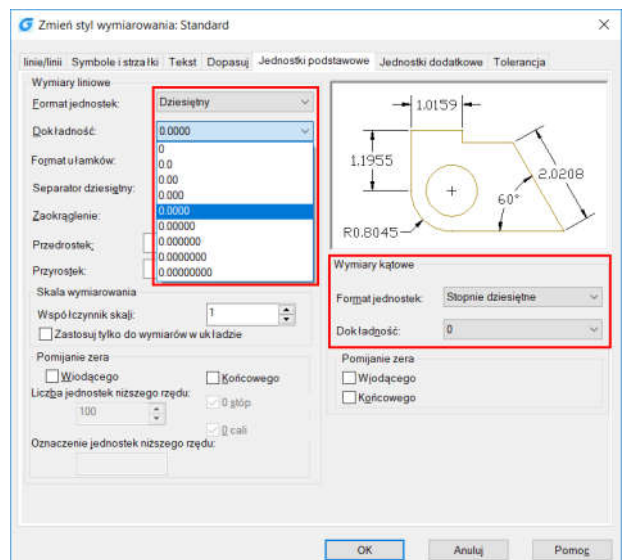 Zmień styl wymiarowania: Standard
linie/linii Symbole i strzałki Tekst Dopasuj Jednostki podstawowe Jednostki dodatkowe Tolerancja
Wymiary liniowe
Format jednostek: Dziesiętny
Dokładność: 0.0000
0
0.0
0.00
0.000
0.0000
0.00000
0.000000
0.0000000
0.00000000
Format ułamków:
Separator dziesiętny:
Zaokrąglenie:
Przedrostek:
Przyrostek:
Skala wymiarowania
Współczynnik skali: 1
Zastosuj tylko do wymiarów w układzie
Pomijanie zera
Wiodącego Końcowego
Liczba jednostek niższego rzędu: 0 stóp
100
0 cali
Oznaczenie jednostek niższego rzędu:
1.0159
1.1955
2.0208
60°
R0.8045
Wymiary kątowe
Format jednostek: Stopnie dziesiętne
Dokładność: 0
Pomijanie zera
Wiodącego
Końcowego
OK Anuluj Pomoc